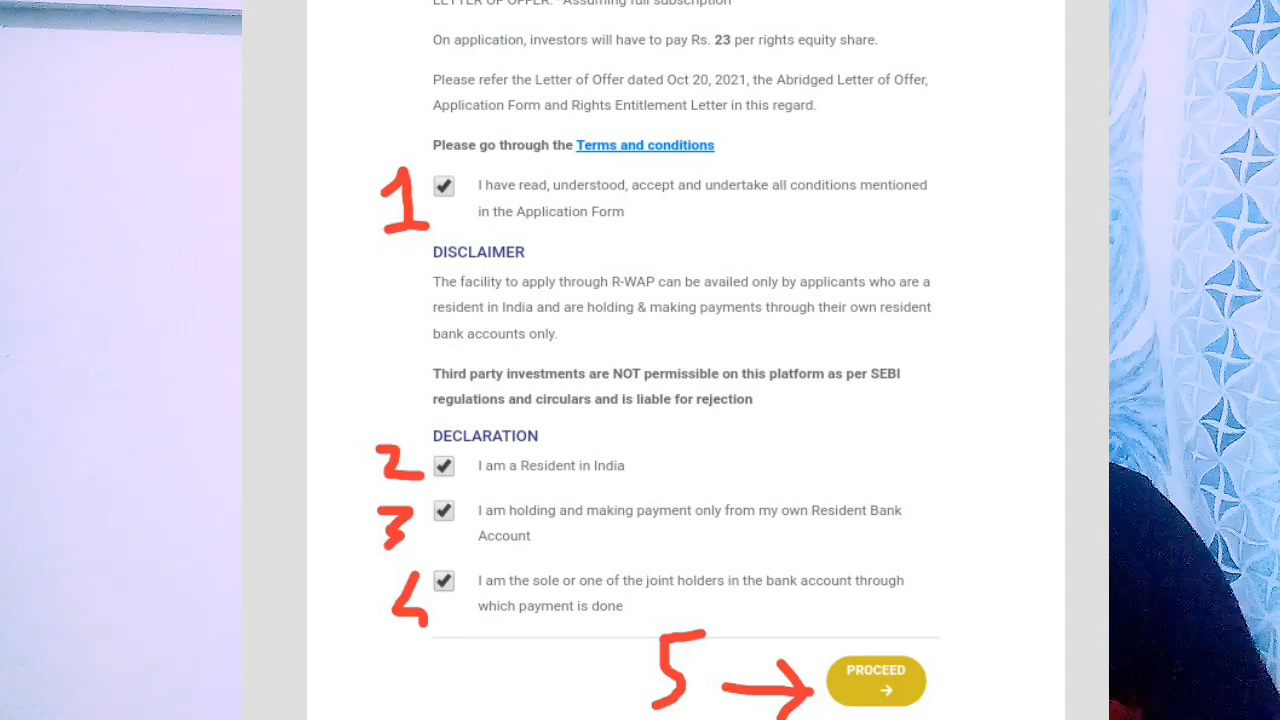 LETTER OF OFFER. *Assuming full subscription
On application, investors will have to pay Rs. 23 per rights equity share.
Please refer the Letter of Offer dated Oct 20, 2021, the Abridged Letter of Offer,
Application Form and Rights Entitlement Letter in this regard.
Please go through the Terms and conditions
1
I have read, understood, accept and undertake all conditions mentioned
in the Application Form
DISCLAIMER
The facility to apply through R-WAP can be availed only by applicants who are a
resident in India and are holding & making payments through their own resident
bank accounts only.
Third party investments are NOT permissible on this platform as per SEBI
regulations and circulars and is liable for rejection
DECLARATION
2 I am a Resident in India
3 I am holding and making payment only from my own Resident Bank
Account
4 I am the sole or one of the joint holders in the bank account through
which payment is done
5 → PROCEED
→